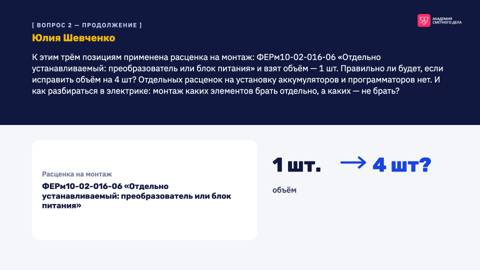 [ ВОПРОС 2 — ПРОДОЛЖЕНИЕ ]
АКАДЕМИЯ
СМЕТНОГО ДЕЛА
Юлия Шевченко
К этим трём позициям применена расценка на монтаж: ФЕРм10-02-016-06 «Отдельно
устанавливаемый: преобразователь или блок питания» и взят объём — 1 шт. Правильно ли будет, если
исправить объём на 4 шт? Отдельных расценок на установку аккумуляторов и программаторов нет. И
как разбираться в электрике: монтаж каких элементов брать отдельно, а каких — не брать?
Расценка на монтаж
ФЕРм10-02-016-06 «Отдельно
устанавливаемый: преобразователь или блок
питания»
1 шт. → 4 шт?
объём